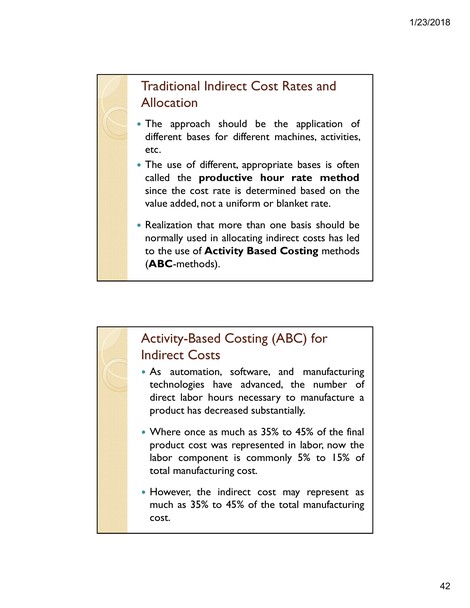 1/23/2018
Traditional Indirect Cost Rates and
Allocation
• The approach should be the application of
different bases for different machines, activities,
etc.
• The use of different, appropriate bases is often
called the productive hour rate method
since the cost rate is determined based on the
value added, not a uniform or blanket rate.
• Realization that more than one basis should be
normally used in allocating indirect costs has led
to the use of Activity Based Costing methods
(ABC-methods).
Activity-Based Costing (ABC) for
Indirect Costs
• As automation, software, and manufacturing
technologies have advanced, the number of
direct labor hours necessary to manufacture a
product has decreased substantially.
• Where once as much as 35% to 45% of the final
product cost was represented in labor, now the
labor component is commonly 5% to 15% of
total manufacturing cost.
• However, the indirect cost may represent as
much as 35% to 45% of the total manufacturing
cost.
42